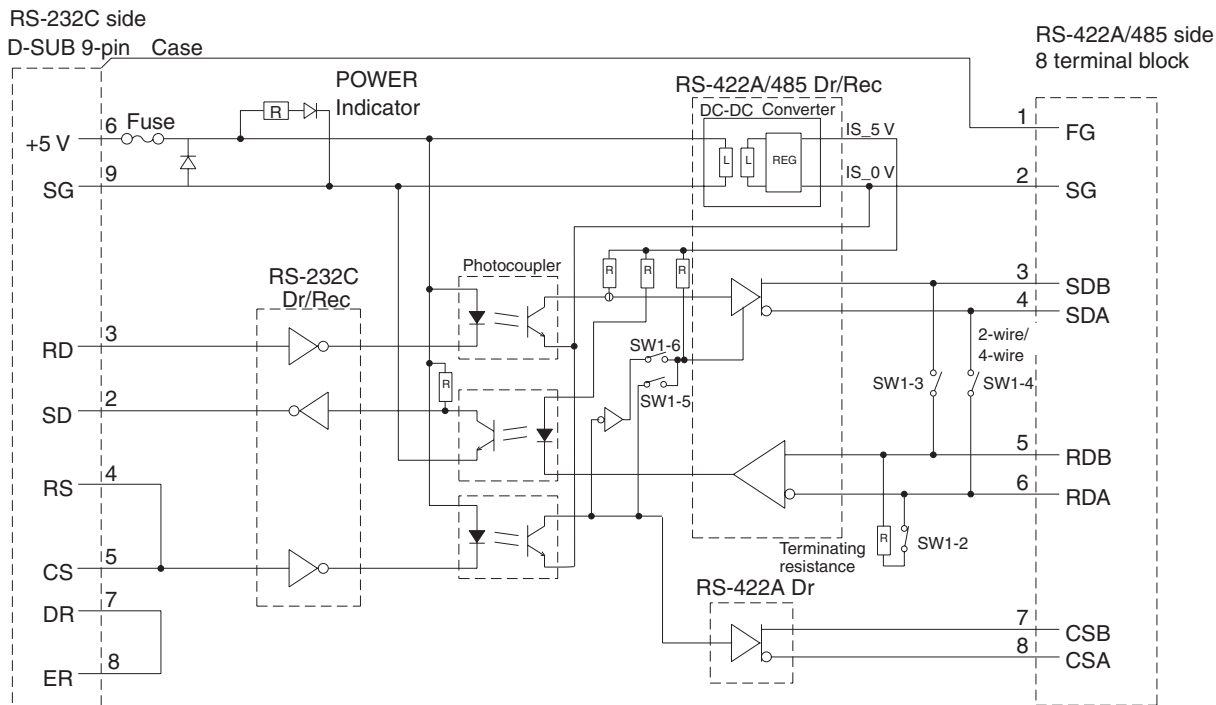 RS-232C side
D-SUB 9-pin Case
RS-422A/485 side
8 terminal block
POWER
Indicator
RS-422A/485 Dr/Rec
DC-DC Converter
R
6
Fuse
IS_5 V
1
FG
+5 V
L
L
REG
9
IS_0 V
2
SG
SG
RS-232C
Dr/Rec
Photocoupler
R
R
R
3
SDB
4
SDA
3
RD
SW1-6
2-wire/
4-wire
R
SW1-5
SW1-3
SW1-4
2
SD
5
RDB
4
RS
6
RDA
R
SW1-2
Terminating
resistance
5
CS
RS-422A Dr
7
DR
7
CSB
8
CSA
8
ER